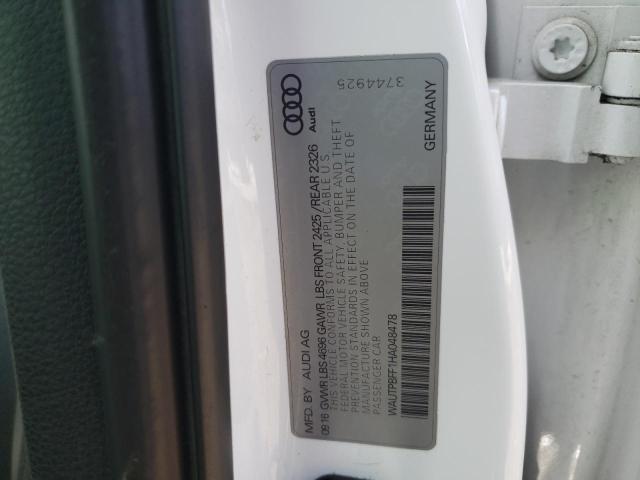 3744925
Audi
MFD. BY AUDI AG
09.16 GVWR LBS 4696 GAWR LBS FRONT 2425 / REAR 2326
THIS VEHICLE CONFORMS TO ALL APPLICABLE U.S.
FEDERAL MOTOR VEHICLE SAFETY, BUMPER AND THEFT
PREVENTION STANDARDS IN EFFECT ON THE DATE OF
MANUFACTURE SHOWN ABOVE
PASSENGER CAR
WAUTPBFF1HA048478
GERMANY